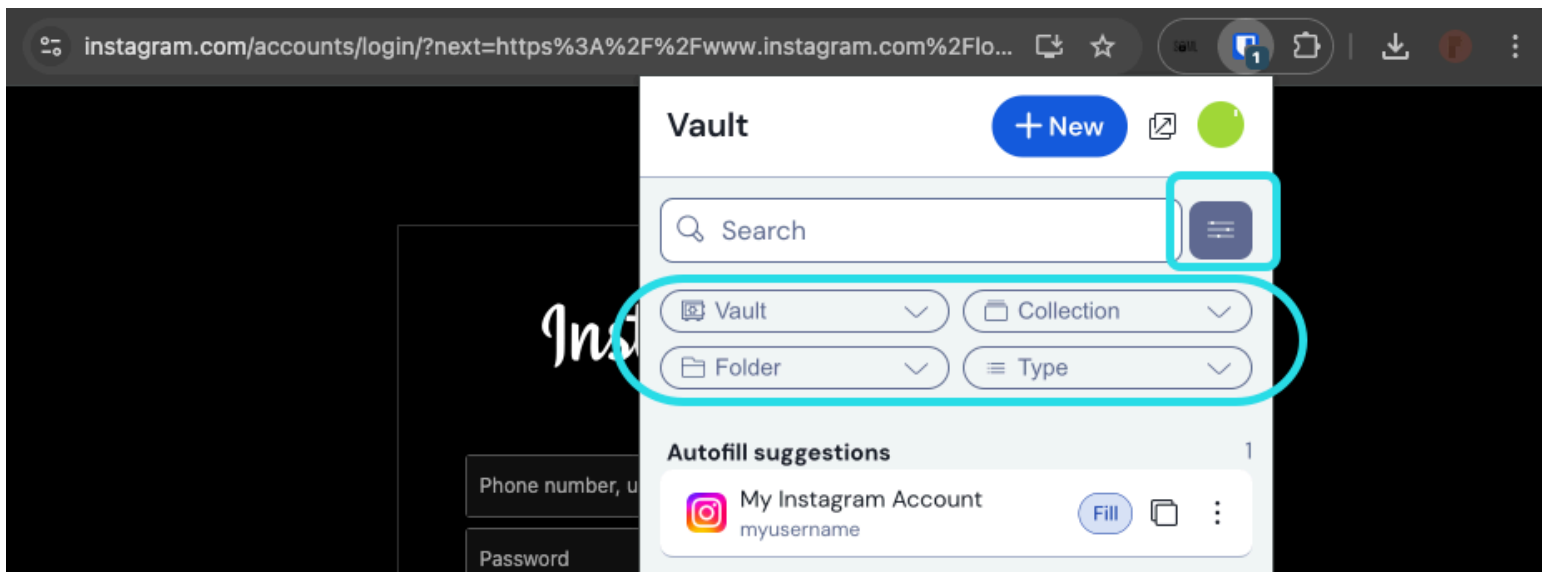 instagram.com/accounts/login/?next=https%3A%2F%2Fwww.instagram.com%2Flo...
1
Vault
New
Search
Vault
Collection
Folder
Type
Inst
Autofill suggestions
1
Phone number, u
My Instagram Account
myusername
Fill
Password